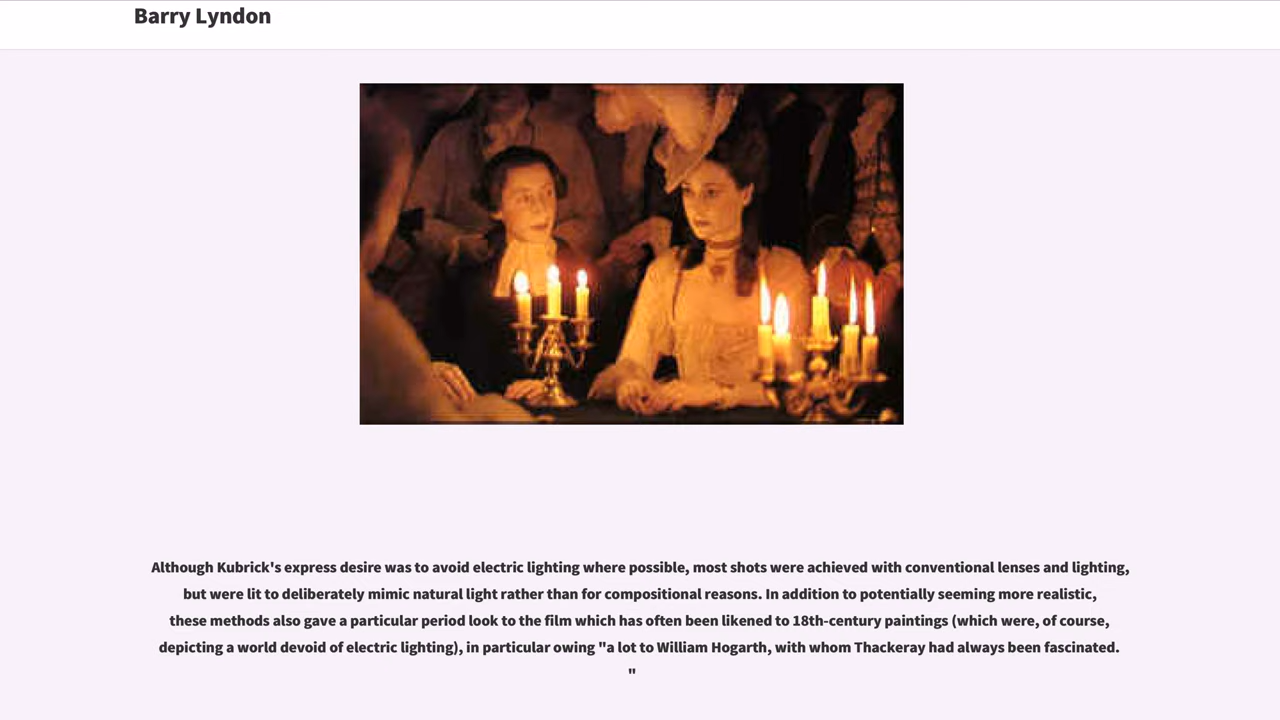 Barry Lyndon
Although Kubrick's express desire was to avoid electric lighting where possible, most shots were achieved with conventional lenses and lighting,
but were lit to deliberately mimic natural light rather than for compositional reasons. In addition to potentially seeming more realistic,
these methods also gave a particular period look to the film which has often been likened to 18th-century paintings (which were, of course,
depicting a world devoid of electric lighting), in particular owing "a lot to William Hogarth, with whom Thackeray had always been fascinated.
"